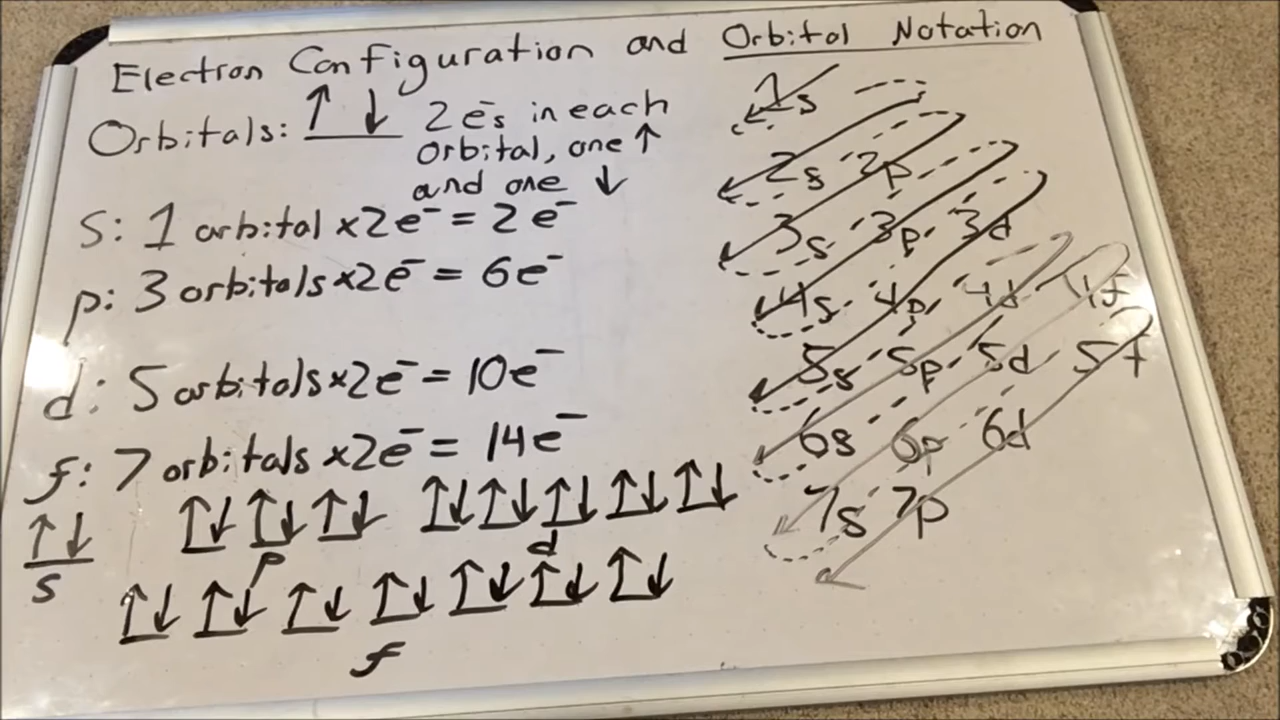 Electron Configuration and Orbital Notation
Orbitals: ↑ ↓ 2 e⁻s in each
orbital, one ↑
and one ↓
s: 1 orbital x2e⁻ = 2e⁻
p: 3 orbitals x2e⁻ = 6e⁻
d: 5 orbitals x2e⁻ = 10e⁻
f: 7 orbitals x2e⁻ = 14e⁻
↑↓
s
↑↓ ↑↓ ↑↓
p
↑↓ ↑↓ ↑↓ ↑↓ ↑↓
d
↑↓ ↑↓ ↑↓ ↑↓ ↑↓ ↑↓ ↑↓
f
1s
2s 2p
3s 3p 3d
4s 4p 4d 4f
5s 5p 5d 5f
6s 6p 6d
7s 7p